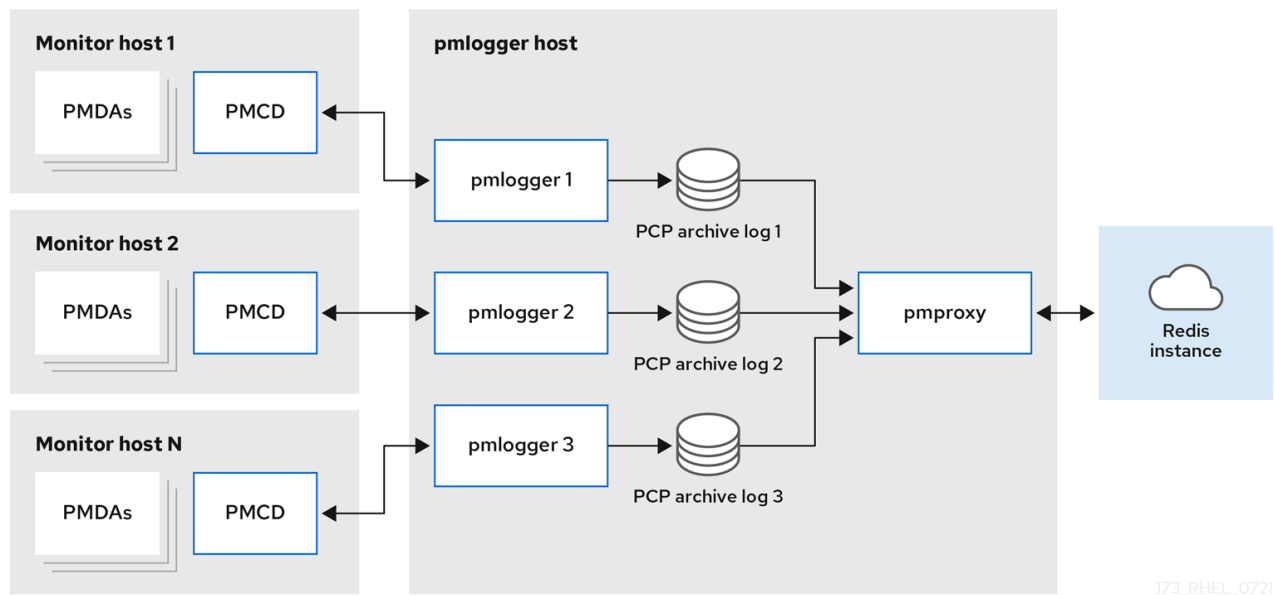 Monitor host 1
PMDAs
PMCD
Monitor host 2
PMDAs
PMCD
Monitor host N
PMDAs
PMCD
pmlogger host
pmlogger 1
PCP archive log 1
pmlogger 2
PCP archive log 2
pmlogger 3
PCP archive log 3
pmproxy
Redis
instance
173_RHEL_0721